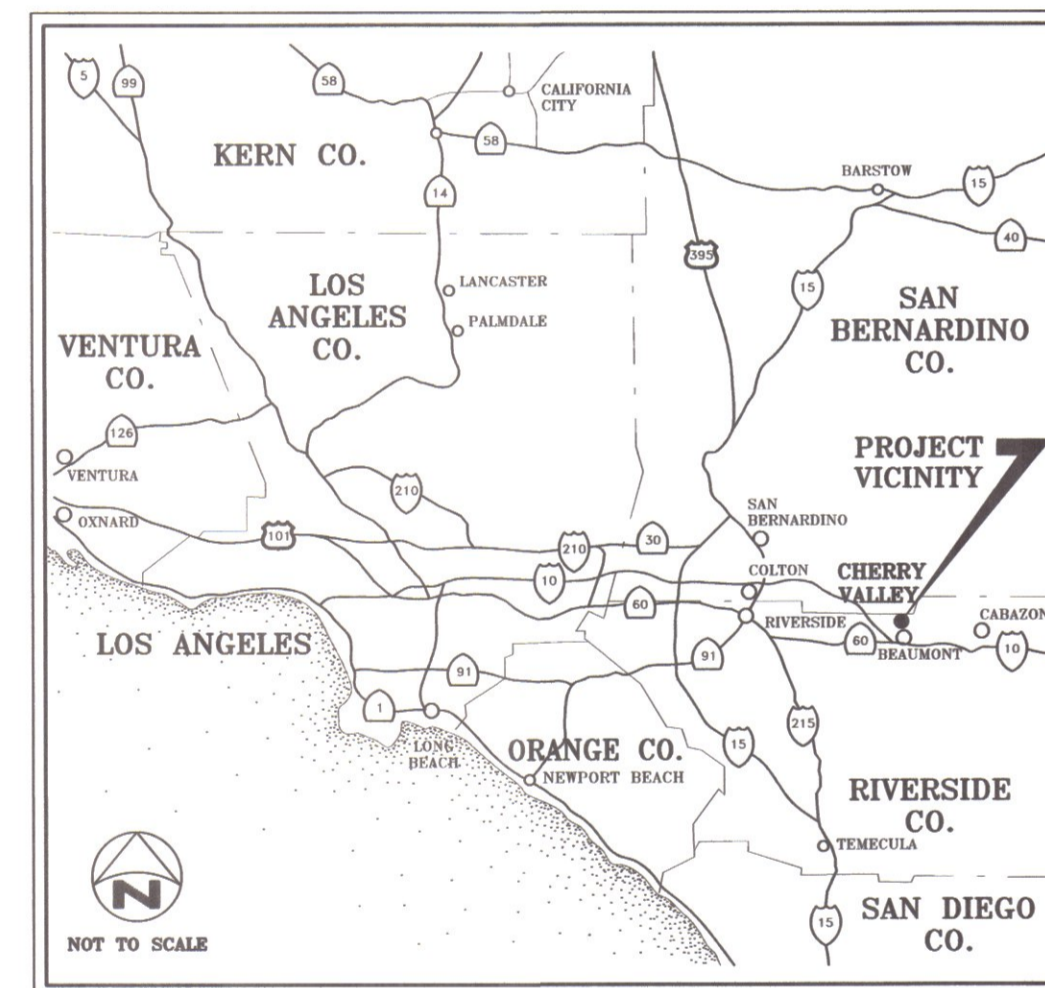 5
99
58
CALIFORNIA
CITY
KERN CO.
58
BARSTOW
15
14
40
395
LOS
ANGELES
CO.
LANCASTER
15
SAN
BERNARDINO
CO.
PALMDALE
VENTURA
CO.
126
PROJECT
VICINITY
VENTURA
210
SAN
BERNARDINO
OXNARD
101
210
30
10
COLTON
CHERRY
VALLEY
60
RIVERSIDE
CABAZON
LOS ANGELES
60
BEAUMONT
10
91
91
1
LONG
BEACH
215
ORANGE CO.
15
NEWPORT BEACH
RIVERSIDE
CO.
TEMECULA
N
NOT TO SCALE
15
SAN DIEGO
CO.